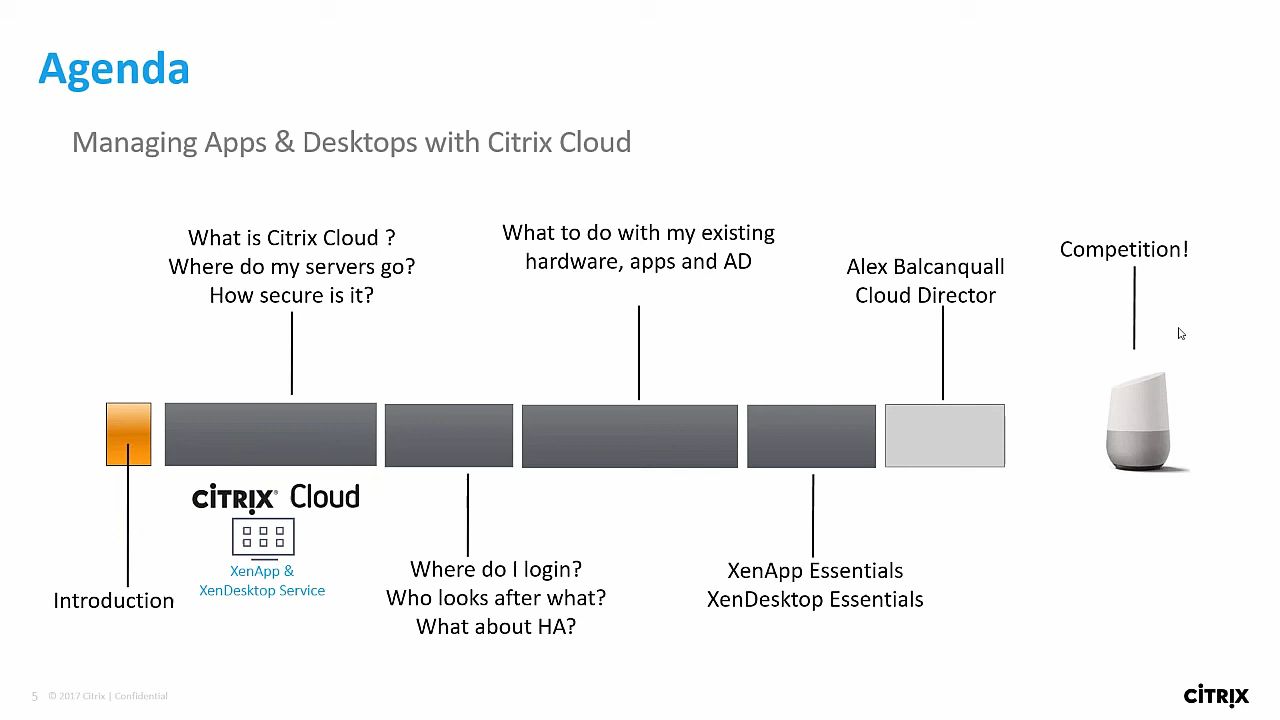 Agenda
Managing Apps & Desktops with Citrix Cloud
What is Citrix Cloud ?
Where do my servers go?
How secure is it?
What to do with my existing
hardware, apps and AD
Alex Balcanquall
Cloud Director
Competition!
CiTRIX® Cloud
XenApp &
XenDesktop Service
Introduction
Where do I login?
Who looks after what?
What about HA?
XenApp Essentials
XenDesktop Essentials
5 © 2017 Citrix | Confidential
CiTRIX